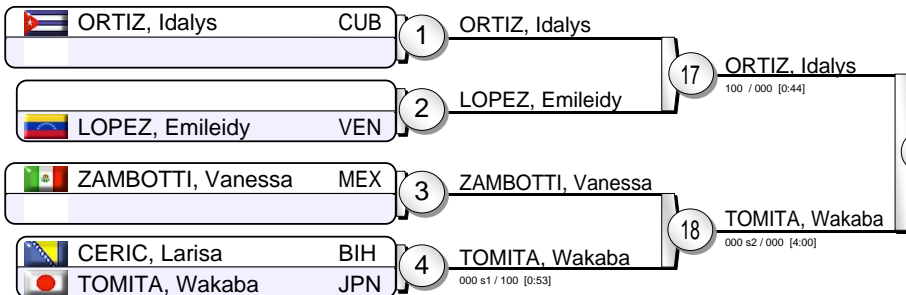 ORTIZ, Idalys CUB
1
ORTIZ, Idalys
LOPEZ, Emileidy VEN
2
LOPEZ, Emileidy
17
ORTIZ, Idalys
100 / 000 [0:44]
ZAMBOTTI, Vanessa MEX
3
ZAMBOTTI, Vanessa
CERIC, Larisa BIH
TOMITA, Wakaba JPN
4
TOMITA, Wakaba
000 s1 / 100 [0:53]
18
TOMITA, Wakaba
000 s2 / 000 [4:00]